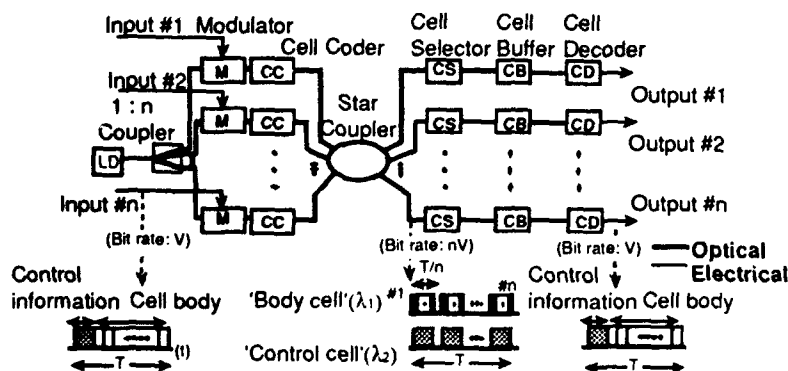 Input #1 Modulator
Cell Coder
Cell Selector
Cell Buffer
Cell Decoder
M CC
CS CB CD
Output #1
Input #2
1 : n
Coupler
Star Coupler
M CC
CS CB CD
Output #2
LD
Input #n
M CC
CS CB CD
Output #n
(Bit rate: V)
(Bit rate: nV)
(Bit rate: V)
Optical
Electrical
Control information Cell body
T/n
'Body cell'(λ1) #1 #n
'Control cell'(λ2)
T
(t)
T
Control information Cell body
T